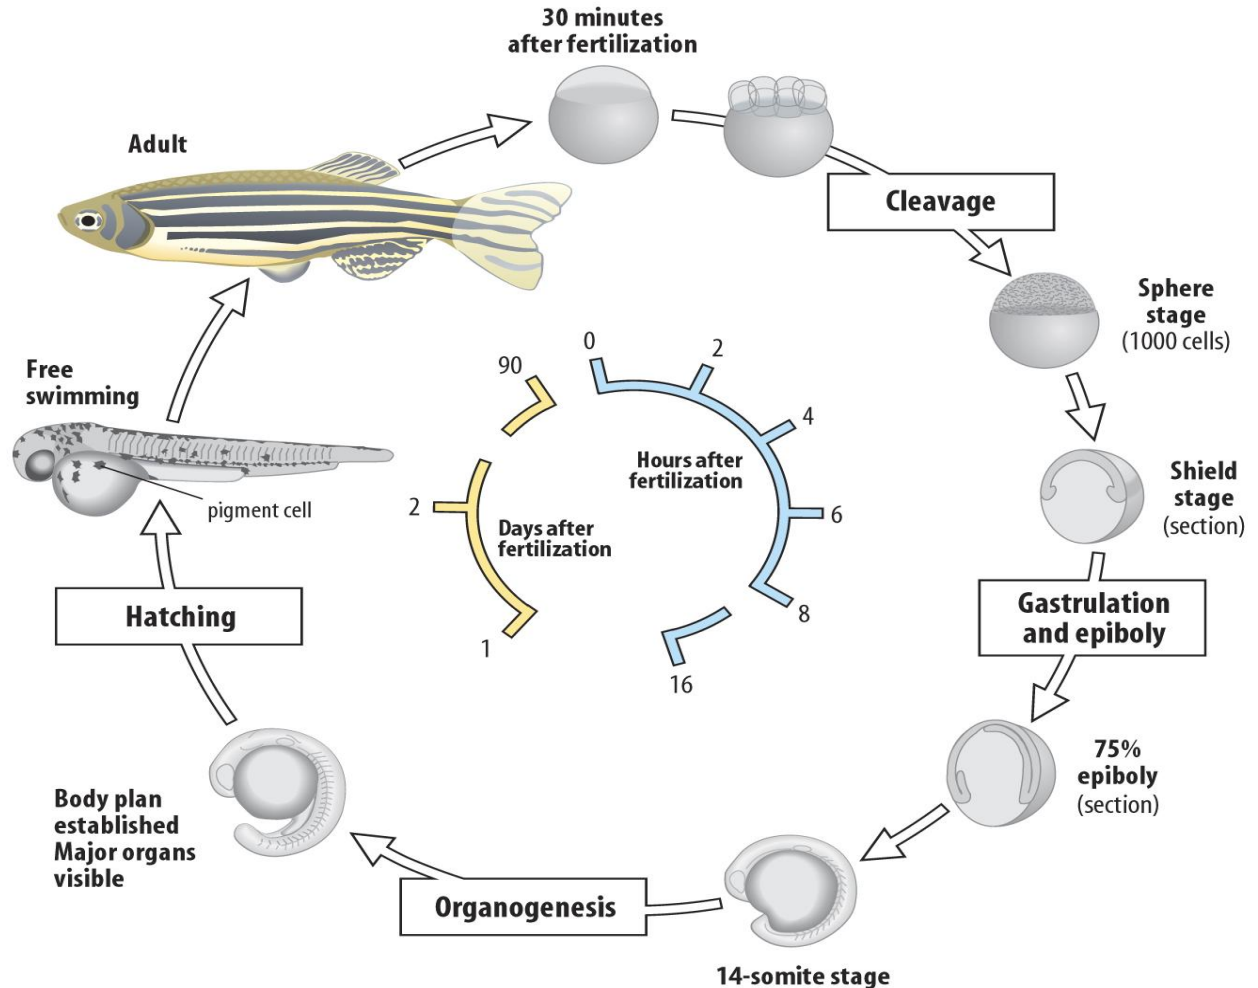 30 minutes
after fertilization
Adult
Cleavage
Sphere
stage
(1000 cells)
Free
swimming
pigment cell
0
2
4
6
8
16
Hours after
fertilization
90
2
1
Days after
fertilization
Shield
stage
(section)
Gastrulation
and epiboly
75%
epiboly
(section)
Hatching
Body plan
established
Major organs
visible
Organogenesis
14-somite stage